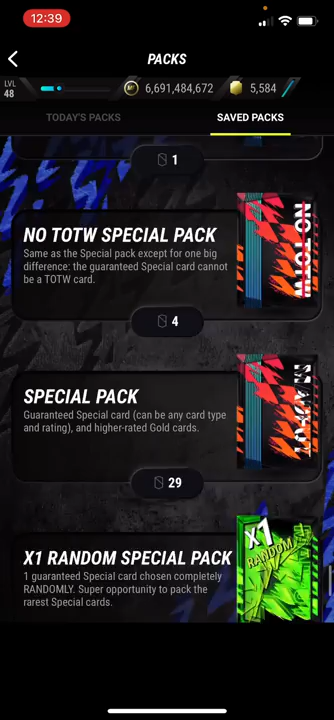 12:39
PACKS
LVL
48
6,691,484,672
5,584
TODAY'S PACKS
SAVED PACKS
1
NO TOTW SPECIAL PACK
Same as the Special pack except for one big
difference: the guaranteed Special card cannot
be a TOTW card.
NO TOTW
4
SPECIAL PACK
Guaranteed Special card (can be any card type
and rating), and higher-rated Gold cards.
29
X1 RANDOM SPECIAL PACK
1 guaranteed Special card chosen completely
RANDOMLY. Super opportunity to pack the
rarest Special cards.
X1
RANDOM